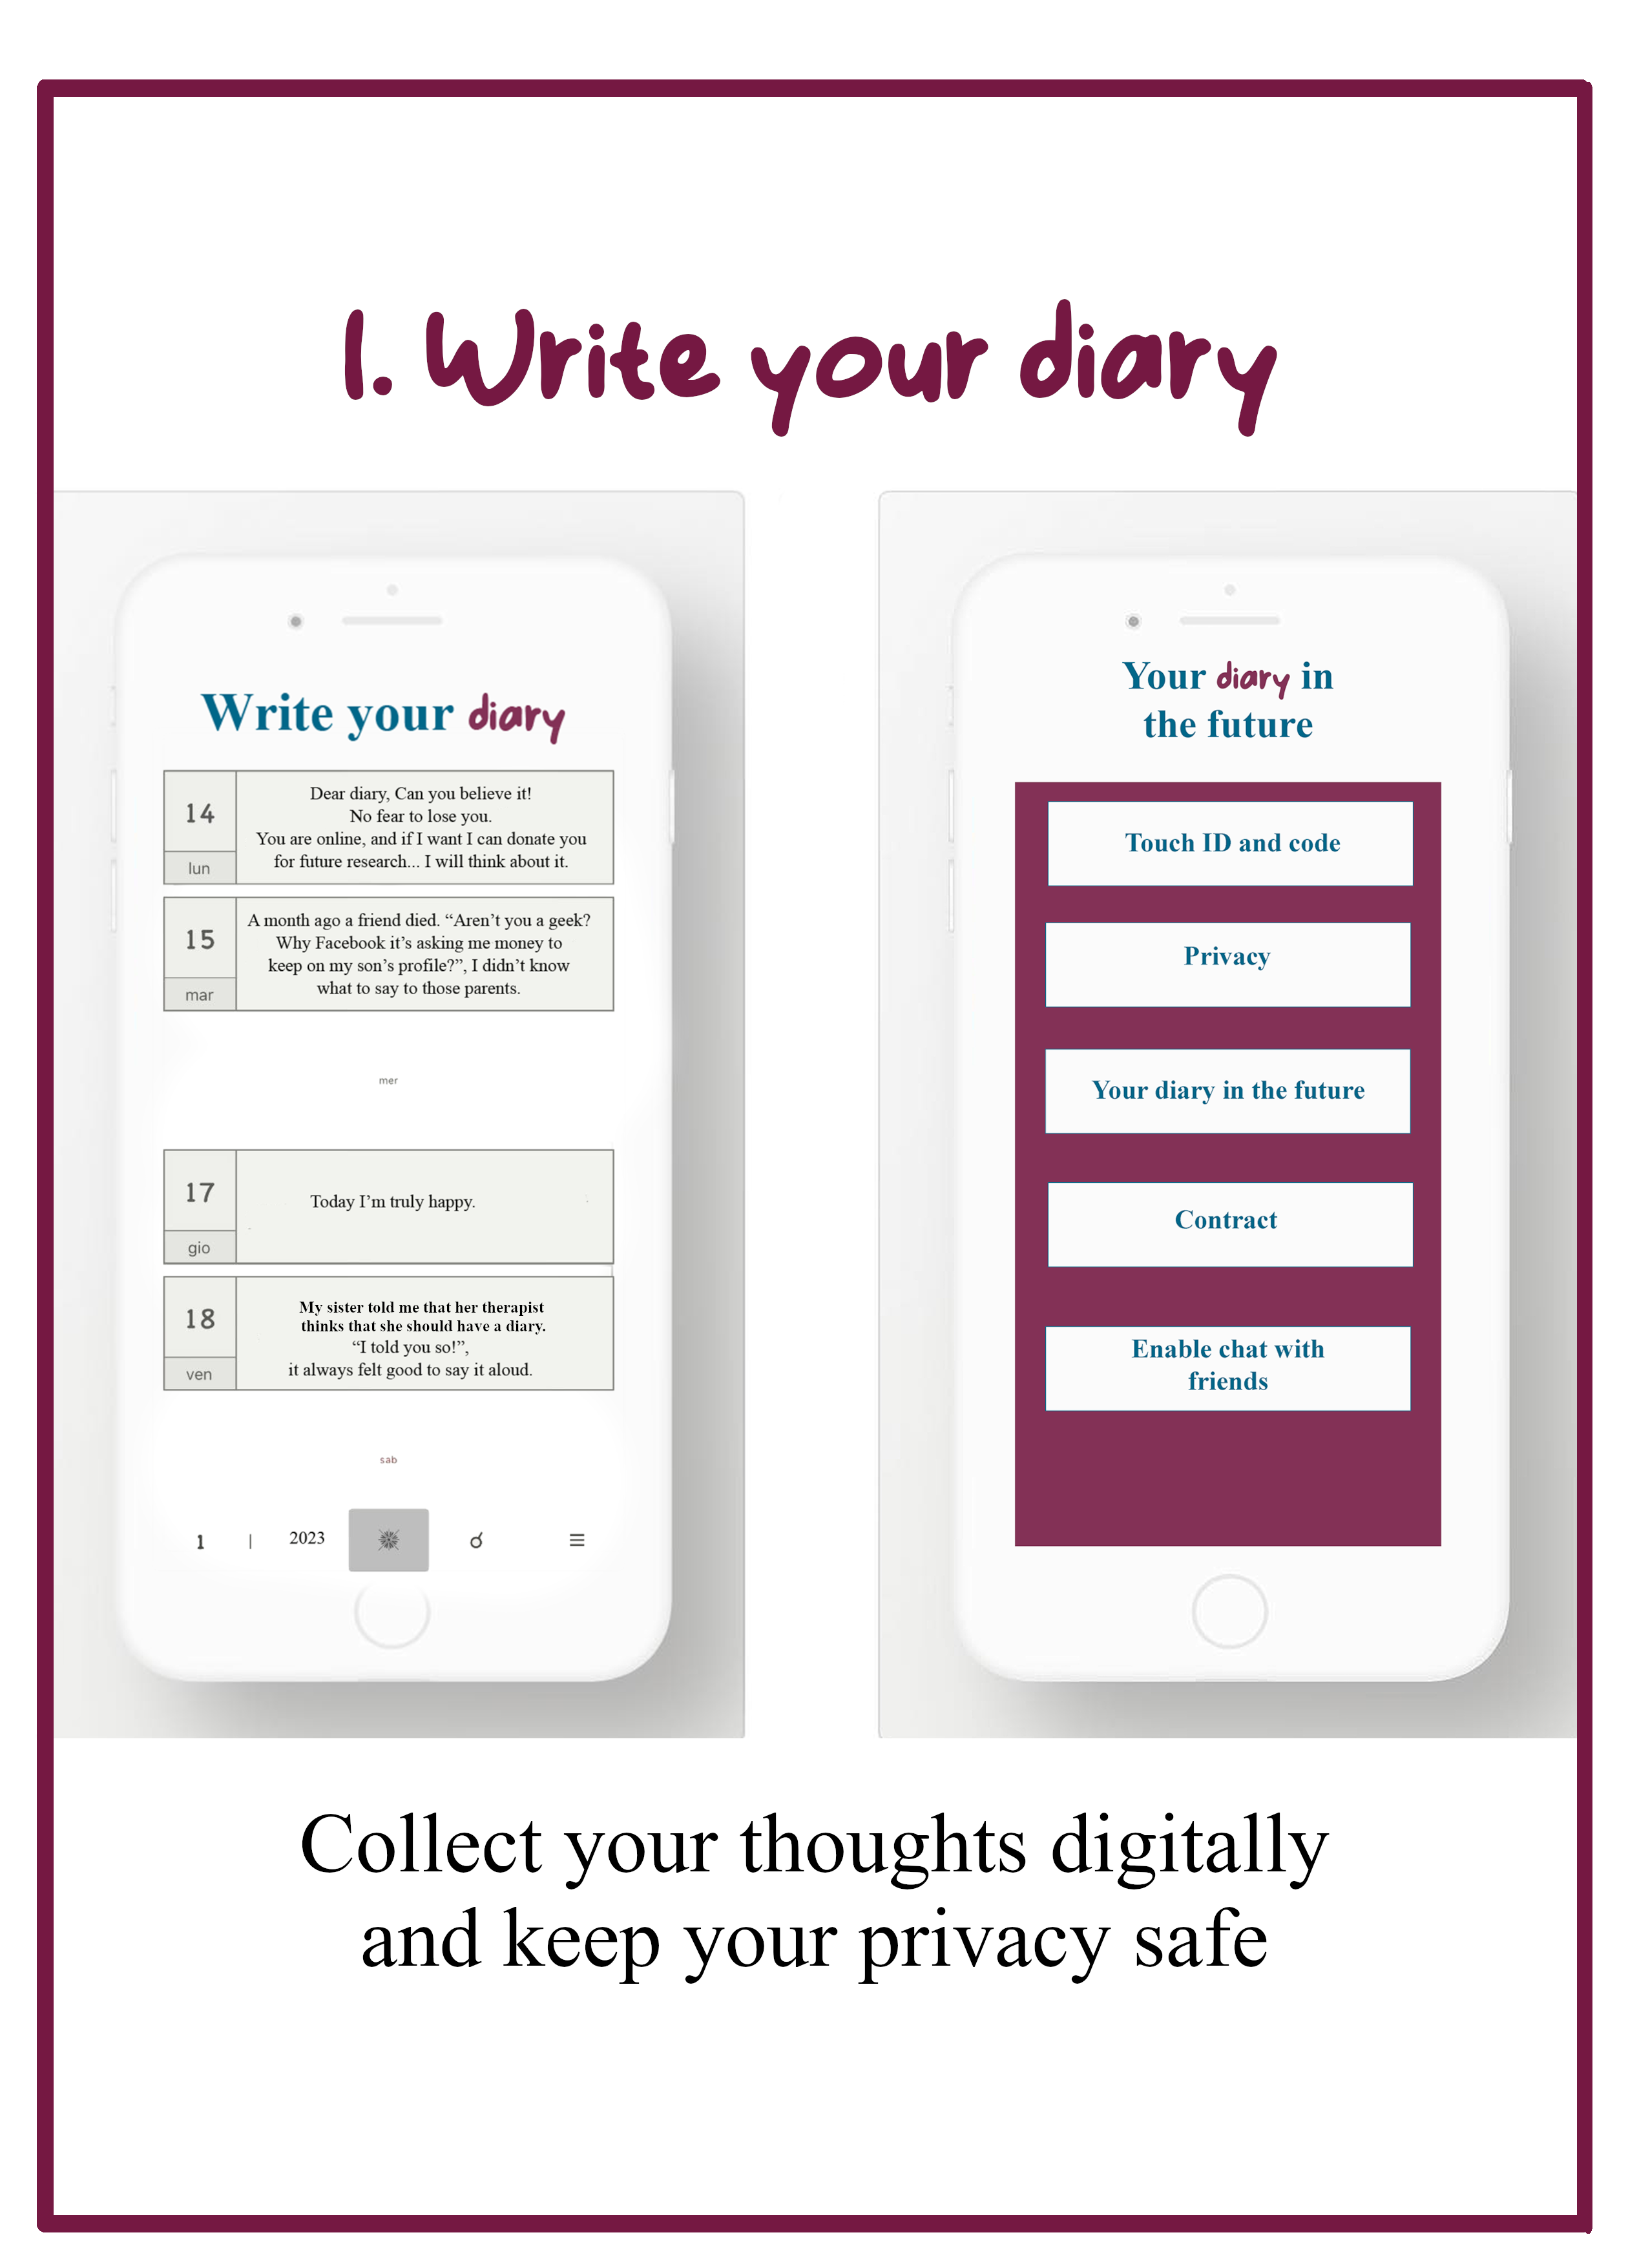 1. Write your diary
Write your diary
14
lun
Dear diary, Can you believe it!
No fear to lose you.
You are online, and if I want I can donate you
for future research... I will think about it.
15
mar
A month ago a friend died. “Aren’t you a geek?
Why Facebook it’s asking me money to
keep on my son’s profile?”, I didn’t know
what to say to those parents.
mer
17
gio
Today I’m truly happy.
18
ven
My sister told me that her therapist
thinks that she should have a diary.
“I told you so!”,
it always felt good to say it aloud.
sab
1 | 2023
Your diary in
the future
Touch ID and code
Privacy
Your diary in the future
Contract
Enable chat with
friends
Collect your thoughts digitally
and keep your privacy safe